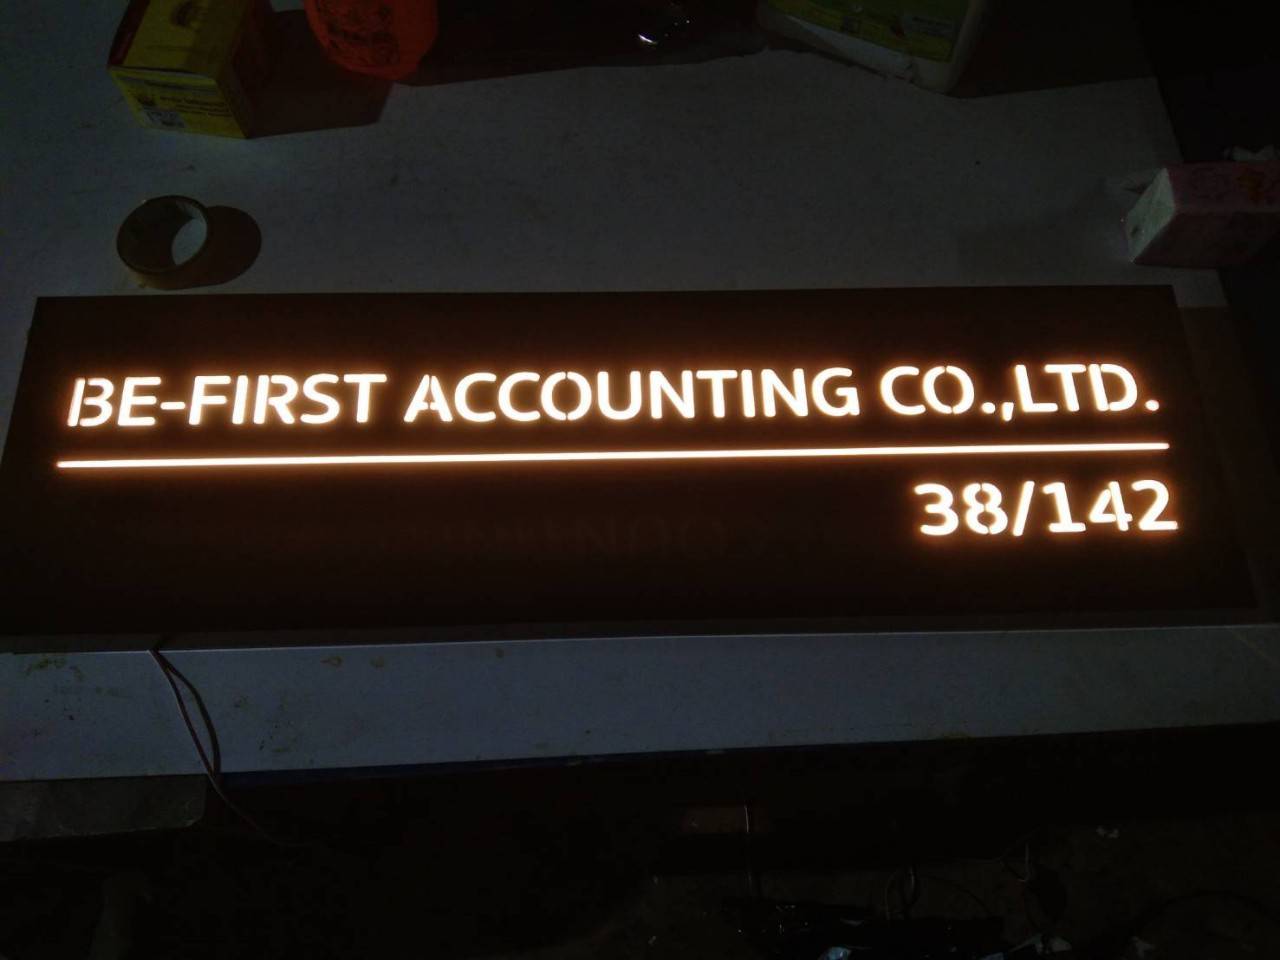 BE-FIRST ACCOUNTING CO.,LTD.
38/142